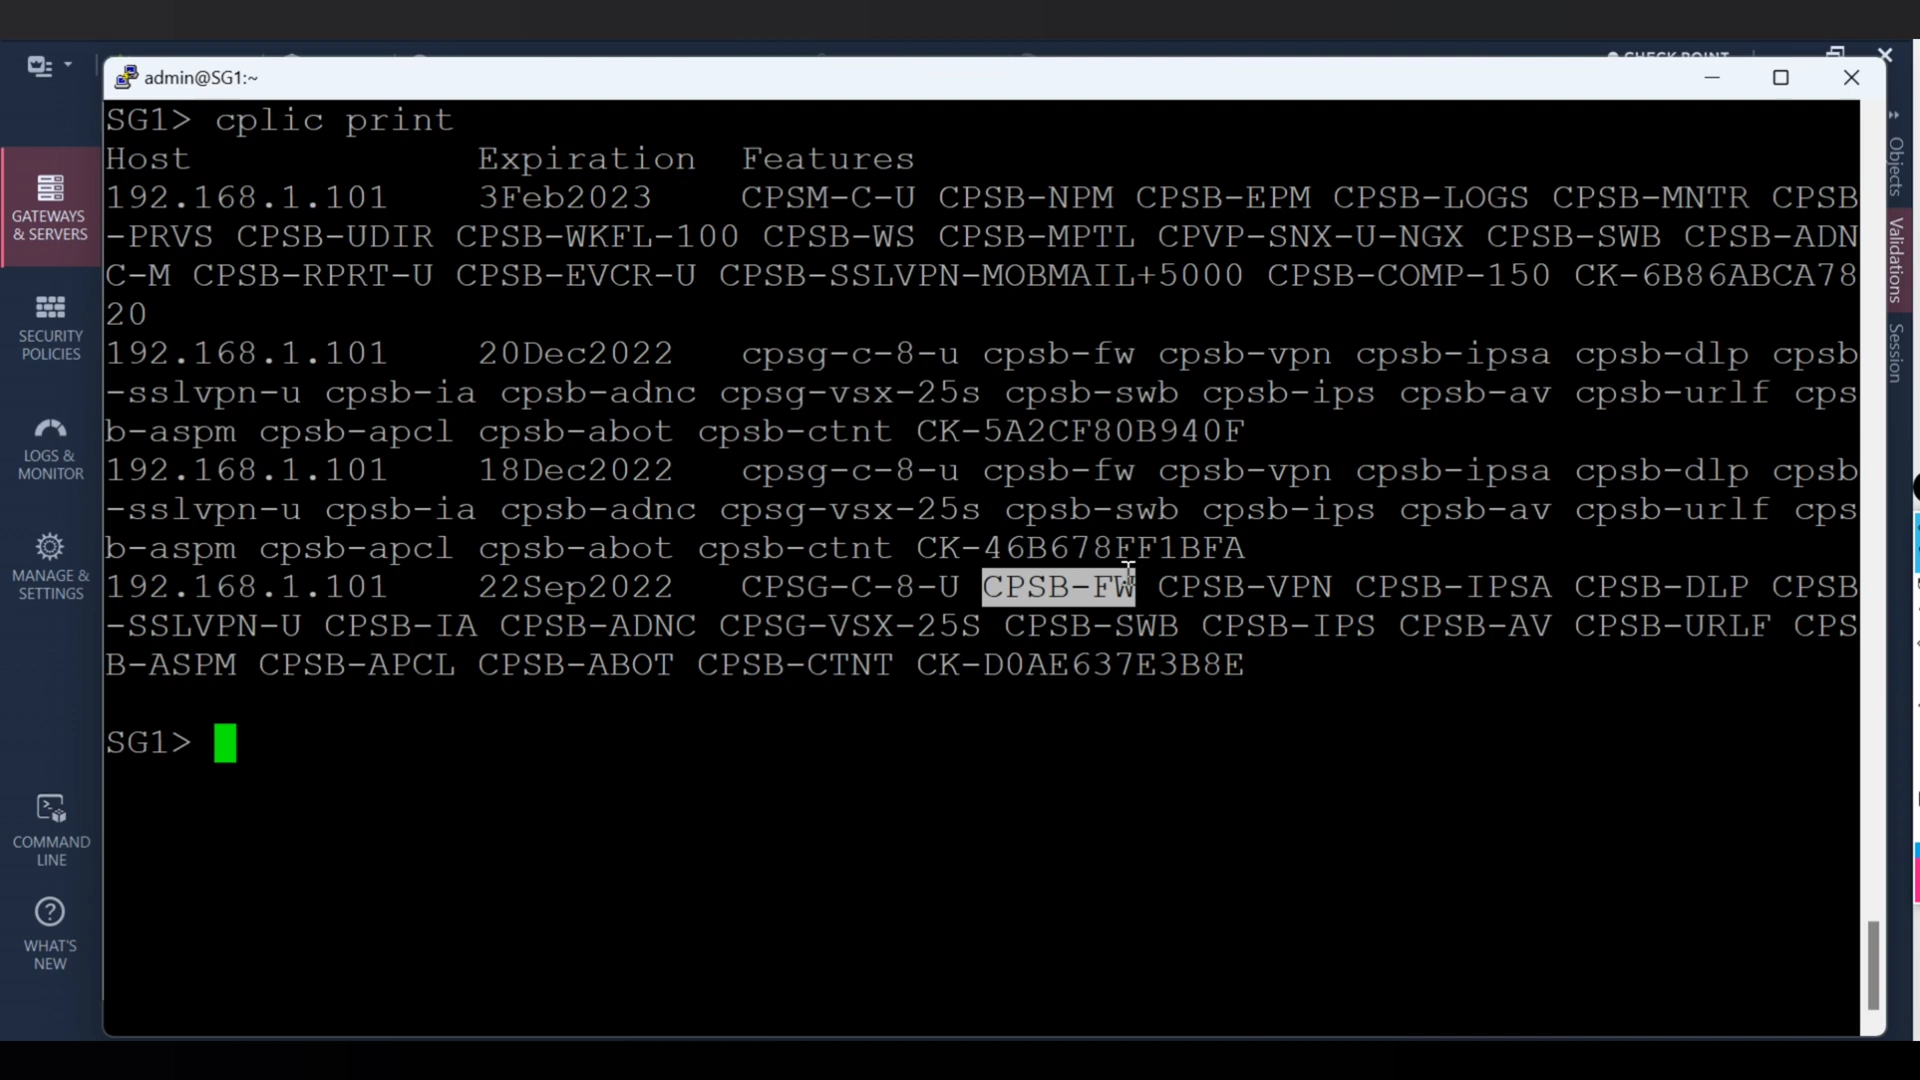 CHECK POINT
admin@SG1:~
SG1> cplic print
Host Expiration Features
192.168.1.101 3Feb2023 CPSM-C-U CPSB-NPM CPSB-EPM CPSB-LOGS CPSB-MNTR CPSB
-PRVS CPSB-UDIR CPSB-WKFL-100 CPSB-WS CPSB-MPTL CPVP-SNX-U-NGX CPSB-SWB CPSB-ADN
C-M CPSB-RPRT-U CPSB-EVCR-U CPSB-SSLVPN-MOBMAIL+5000 CPSB-COMP-150 CK-6B86ABCA78
20
192.168.1.101 20Dec2022 cpsg-c-8-u cpsb-fw cpsb-vpn cpsb-ipsa cpsb-dlp cpsb
-sslvpn-u cpsb-ia cpsb-adnc cpsg-vsx-25s cpsb-swb cpsb-ips cpsb-av cpsb-urlf cps
b-aspm cpsb-apcl cpsb-abot cpsb-ctnt CK-5A2CF80B940F
192.168.1.101 18Dec2022 cpsg-c-8-u cpsb-fw cpsb-vpn cpsb-ipsa cpsb-dlp cpsb
-sslvpn-u cpsb-ia cpsb-adnc cpsg-vsx-25s cpsb-swb cpsb-ips cpsb-av cpsb-urlf cps
b-aspm cpsb-apcl cpsb-abot cpsb-ctnt CK-46B678FF1BFA
192.168.1.101 22Sep2022 CPSG-C-8-U CPSB-FW CPSB-VPN CPSB-IPSA CPSB-DLP CPSB
-SSLVPN-U CPSB-IA CPSB-ADNC CPSG-VSX-25S CPSB-SWB CPSB-IPS CPSB-AV CPSB-URLF CPS
B-ASPM CPSB-APCL CPSB-ABOT CPSB-CTNT CK-D0AE637E3B8E
SG1>
GATEWAYS
& SERVERS
SECURITY
POLICIES
LOGS &
MONITOR
MANAGE &
SETTINGS
COMMAND
LINE
WHAT'S
NEW
Objects
Validations
Session